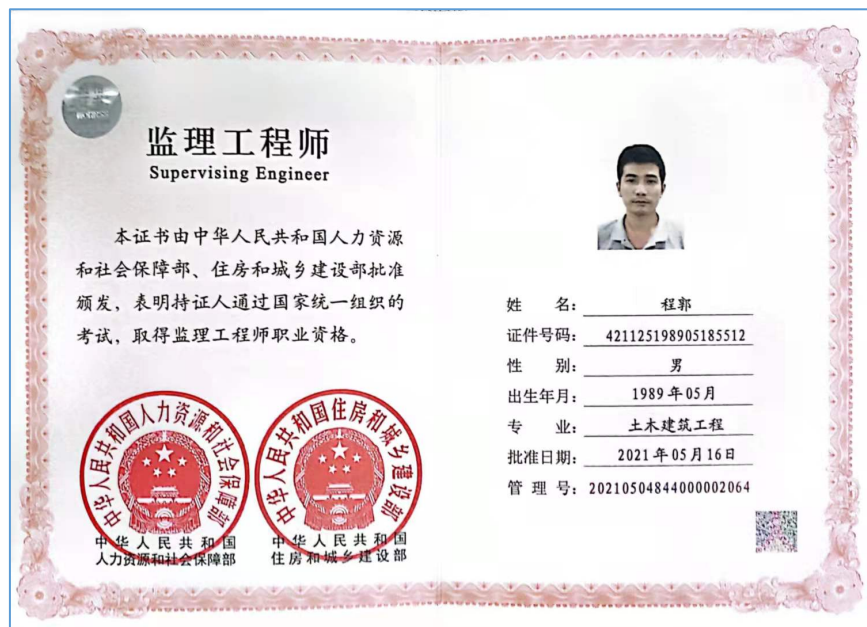 监理工程师
Supervising Engineer
本证书由中华人民共和国人力资源
和社会保障部、住房和城乡建设部批准
颁发，表明持证人通过国家统一组织的
考试，取得监理工程师职业资格。
中华人民共和国人力资源和社会保障部
中华人民共和国
人力资源和社会保障部
中华人民共和国住房和城乡建设部
中华人民共和国
住房和城乡建设部
姓 名：程郭
证件号码：421125198905185512
性 别：男
出生年月：1989年05月
专 业：土木建筑工程
批准日期：2021年05月16日
管 理 号：20210504844000002064